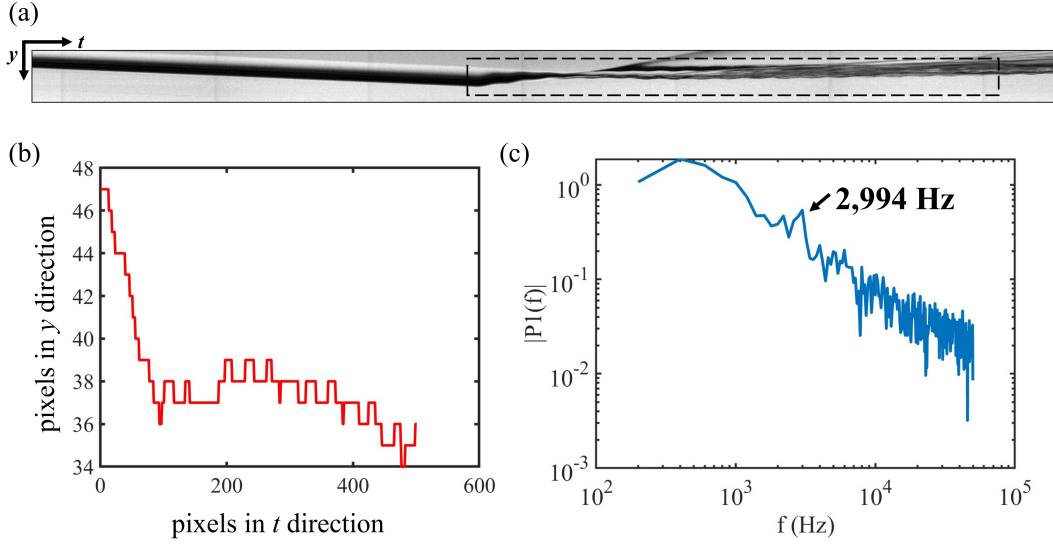 (a)
t
y
(b)
(c)
48
46
44
42
40
38
36
34
0
200
400
600
pixels in y direction
pixels in t direction
10^0
10^-1
10^-2
10^-3
10^2
10^3
10^4
10^5
|P1(f)|
f (Hz)
2,994 Hz